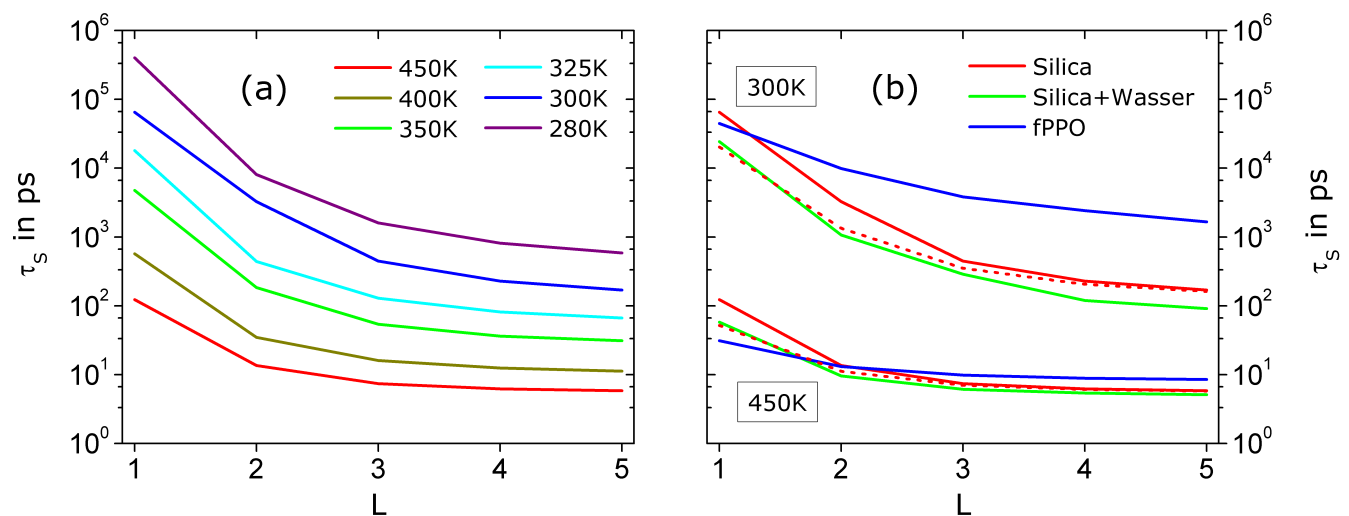 (a)
450K 325K
400K 300K
350K 280K
τS in ps
10^6
10^5
10^4
10^3
10^2
10^1
10^0
1 2 3 4 5
L
(b)
300K
450K
Silica
Silica+Wasser
fPPO
10^6
10^5
10^4
10^3
10^2
10^1
10^0
τS in ps
1 2 3 4 5
L